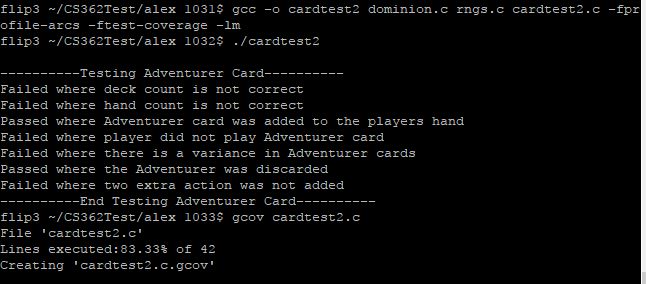 flip3 ~/CS362Test/alex 1031$ gcc -o cardtest2 dominion.c rngs.c cardtest2.c -fpr
ofile-arcs -ftest-coverage -lm
flip3 ~/CS362Test/alex 1032$ ./cardtest2
----------Testing Adventurer Card----------
Failed where deck count is not correct
Failed where hand count is not correct
Passed where Adventurer card was added to the players hand
Failed where player did not play Adventurer card
Failed where there is a variance in Adventurer cards
Passed where the Adventurer was discarded
Failed where two extra action was not added
----------End Testing Adventurer Card----------
flip3 ~/CS362Test/alex 1033$ gcov cardtest2.c
File 'cardtest2.c'
Lines executed:83.33% of 42
Creating 'cardtest2.c.gcov'